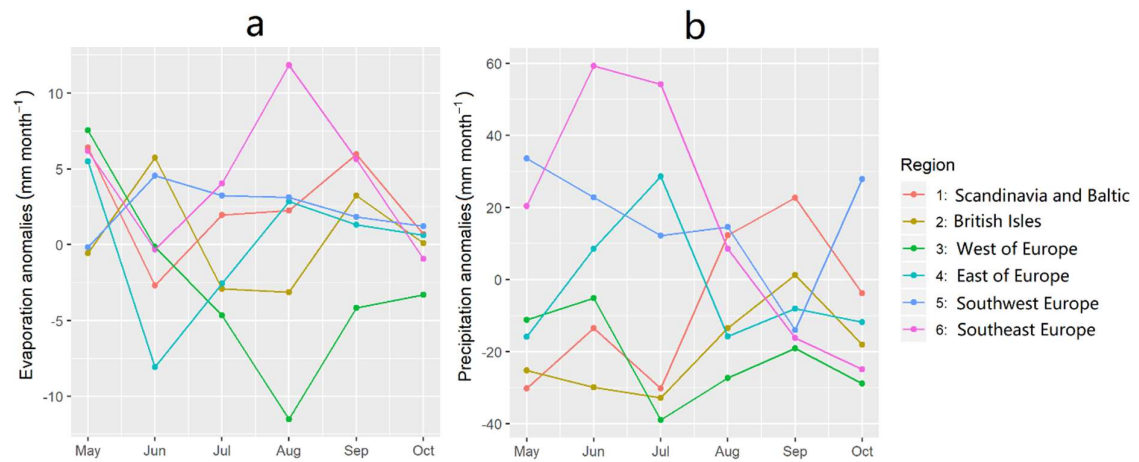 a
b
Evaporation anomalies (mm month⁻¹)
10
5
0
-5
-10
May Jun Jul Aug Sep Oct
Precipitation anomalies (mm month⁻¹)
60
40
20
0
-20
-40
May Jun Jul Aug Sep Oct
Region
1: Scandinavia and Baltic
2: British Isles
3: West of Europe
4: East of Europe
5: Southwest Europe
6: Southeast Europe